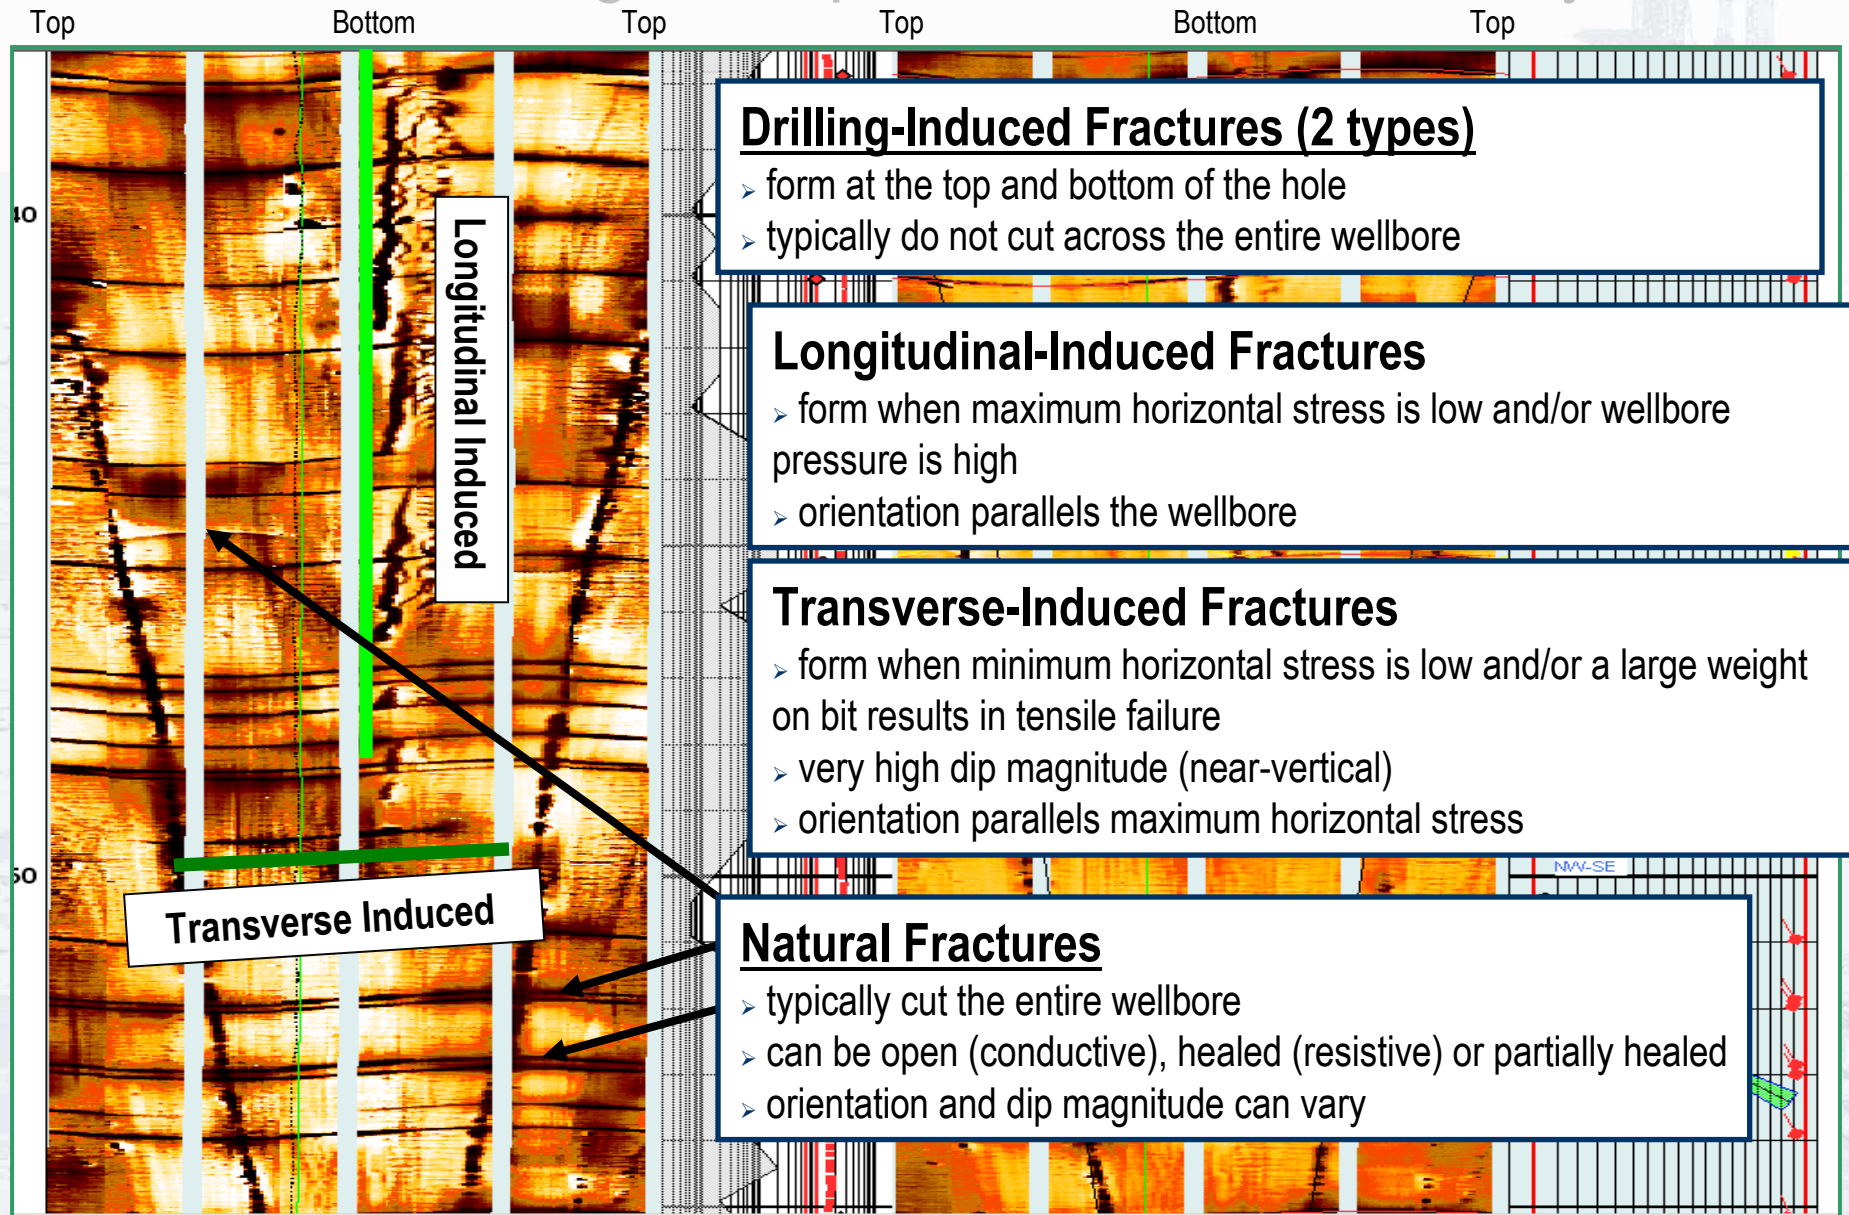 Top Bottom Top Top Bottom Top
40
50
Longitudinal Induced
Transverse Induced
Drilling-Induced Fractures (2 types)
➢ form at the top and bottom of the hole
➢ typically do not cut across the entire wellbore
Longitudinal-Induced Fractures
➢ form when maximum horizontal stress is low and/or wellbore
pressure is high
➢ orientation parallels the wellbore
Transverse-Induced Fractures
➢ form when minimum horizontal stress is low and/or a large weight
on bit results in tensile failure
➢ very high dip magnitude (near-vertical)
➢ orientation parallels maximum horizontal stress
NW-SE
Natural Fractures
➢ typically cut the entire wellbore
➢ can be open (conductive), healed (resistive) or partially healed
➢ orientation and dip magnitude can vary